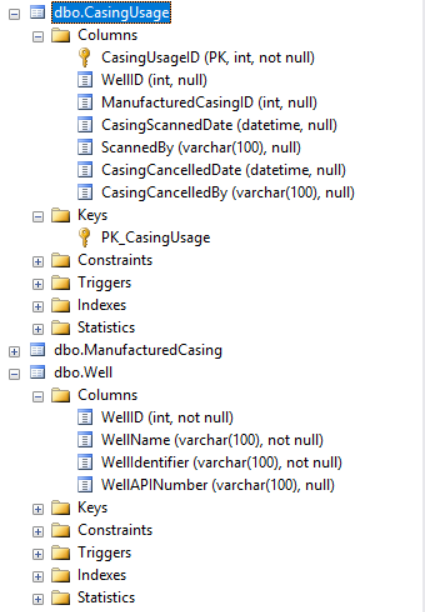 dbo.CasingUsage
Columns
CasingUsageID (PK, int, not null)
WellID (int, null)
ManufacturedCasingID (int, null)
CasingScannedDate (datetime, null)
ScannedBy (varchar(100), null)
CasingCancelledDate (datetime, null)
CasingCancelledBy (varchar(100), null)
Keys
PK_CasingUsage
Constraints
Triggers
Indexes
Statistics
dbo.ManufacturedCasing
dbo.Well
Columns
WellID (int, not null)
WellName (varchar(100), not null)
WellIdentifier (varchar(100), not null)
WellAPINumber (varchar(100), null)
Keys
Constraints
Triggers
Indexes
Statistics